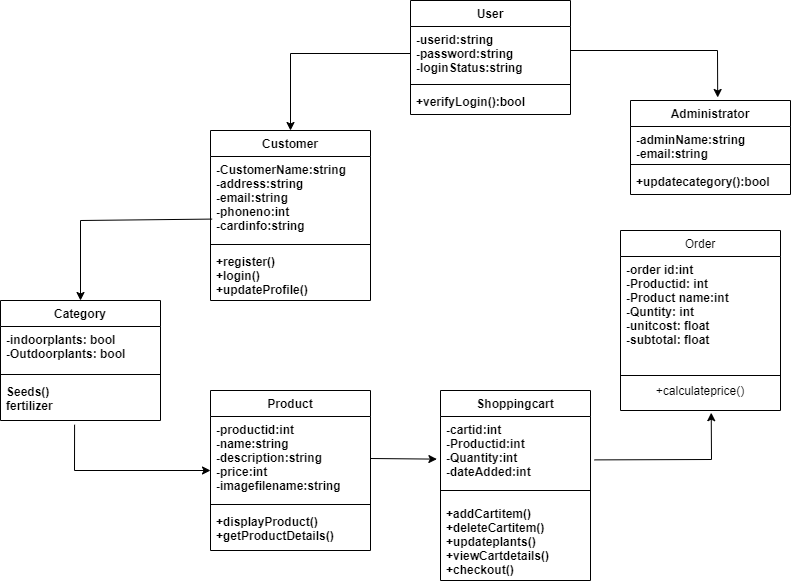 User
-userid:string
-password:string
-loginStatus:string
+verifyLogin():bool
Administrator
-adminName:string
-email:string
+updatecategory():bool
Customer
-CustomerName:string
-address:string
-email:string
-phoneno:int
-cardinfo:string
+register()
+login()
+updateProfile()
Order
-order id:int
-Productid: int
-Product name:int
-Quntity: int
-unitcost: float
-subtotal: float
+calculateprice()
Category
-indoorplants: bool
-Outdoorplants: bool
Seeds()
fertilizer
Product
-productid:int
-name:string
-description:string
-price:int
-imagefilename:string
+displayProduct()
+getProductDetails()
Shoppingcart
-cartid:int
-Productid:int
-Quantity:int
-dateAdded:int
+addCartitem()
+deleteCartitem()
+updateplants()
+viewCartdetails()
+checkout()